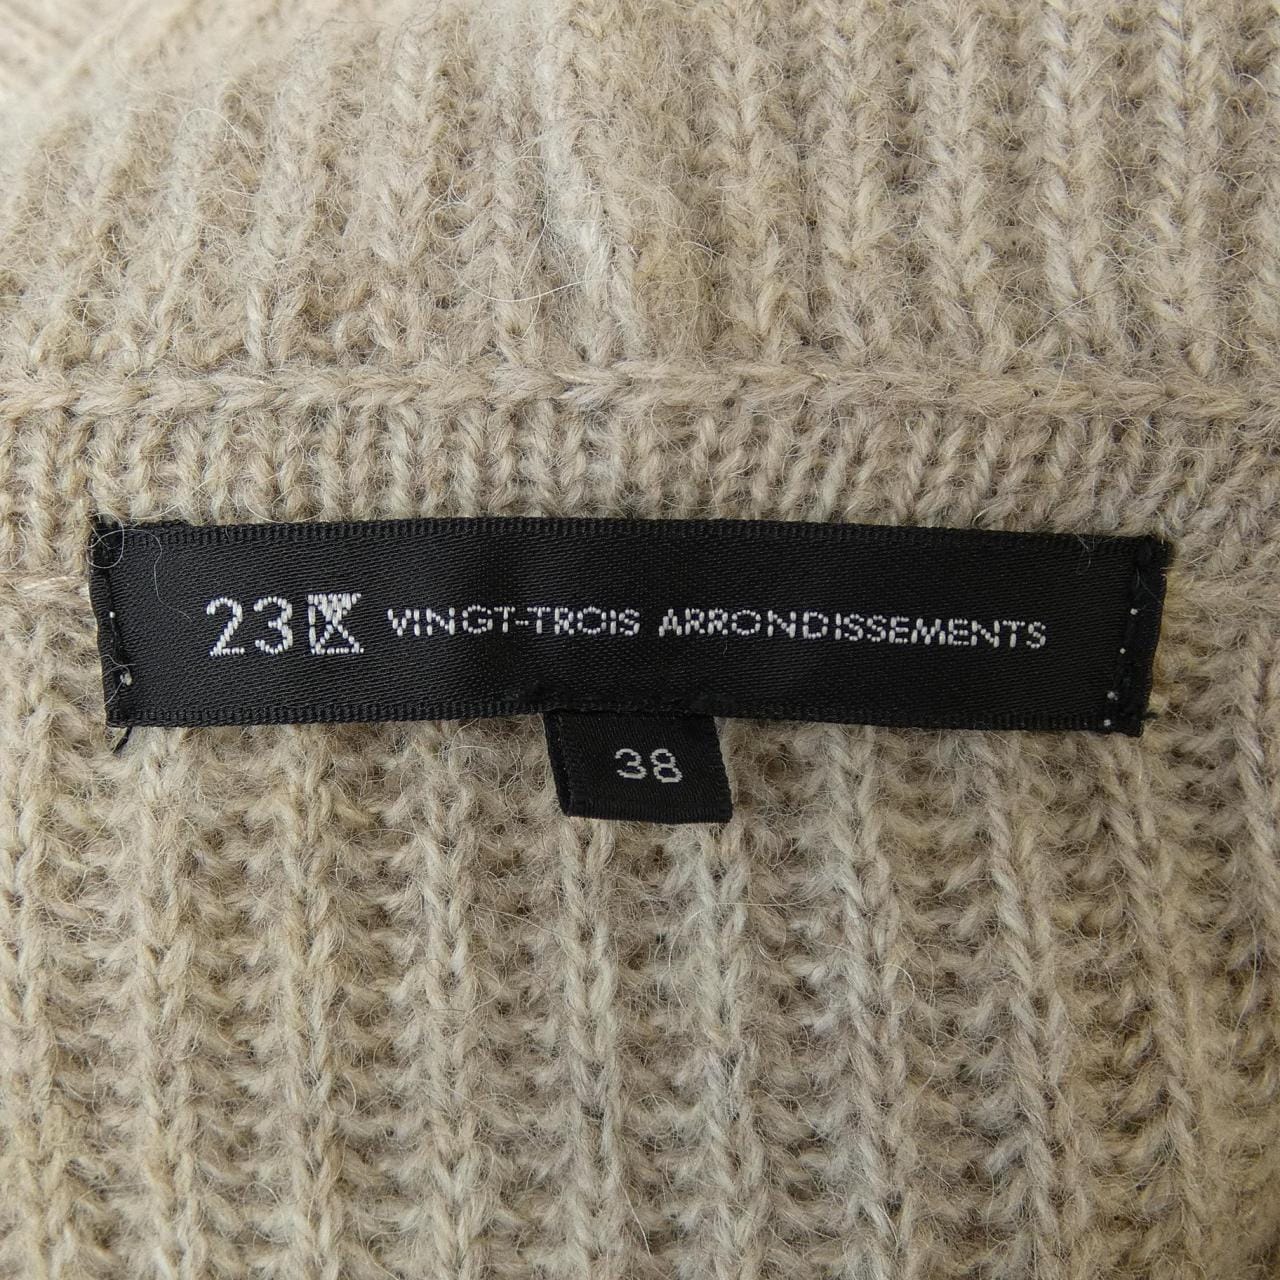 23区 VINGT-TROIS ARRONDISSEMENTS
38